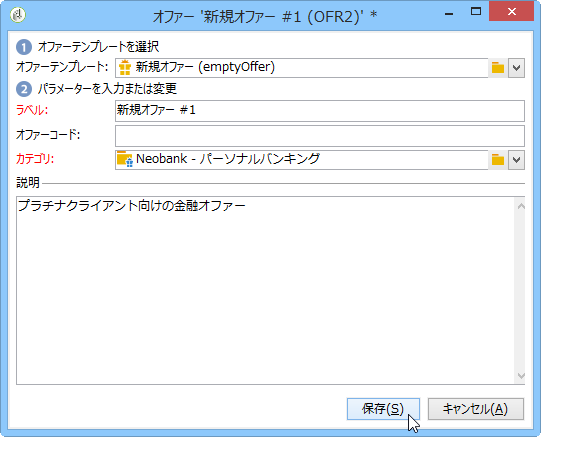 オファー '新規オファー #1 (OFR2)' *
1 オファーテンプレートを選択
オファーテンプレート: 新規オファー (emptyOffer)
2 パラメーターを入力または変更
ラベル: 新規オファー #1
オファーコード:
カテゴリ: Neobank - パーソナルバンキング
説明
プラチナクライアント向けの金融オファー
保存(S) キャンセル(A)